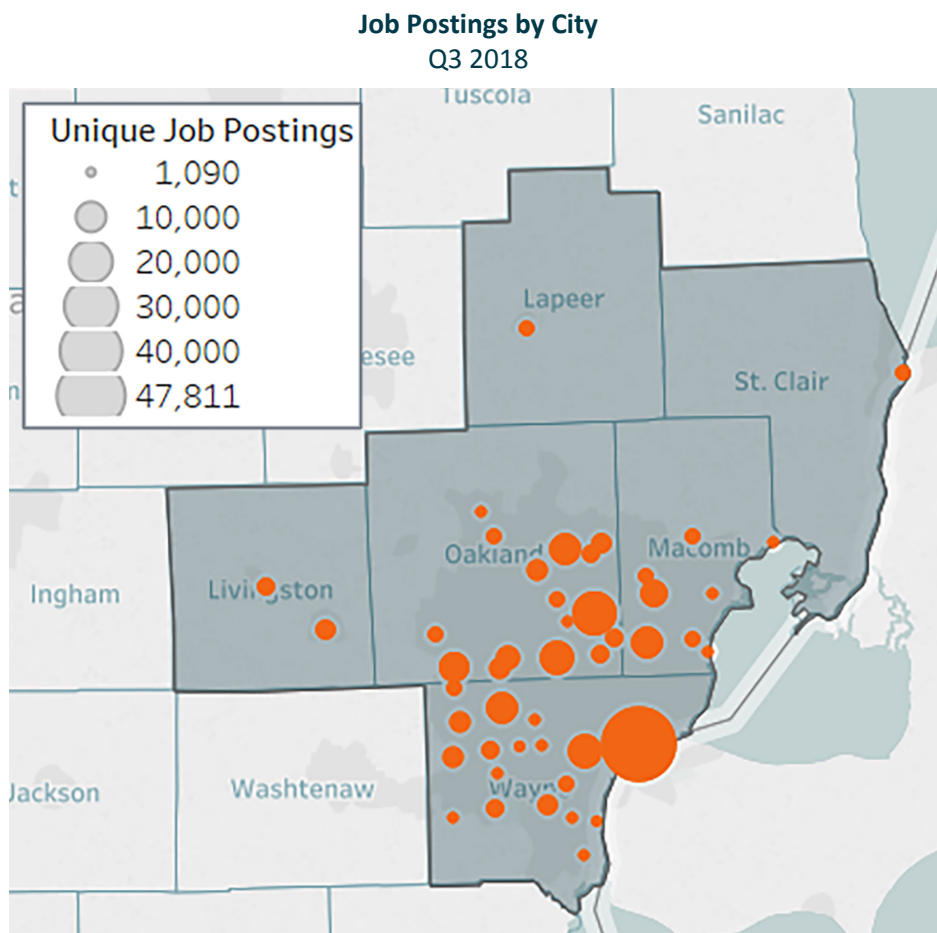 Job Postings by City
Q3 2018
Tuscola
Sanilac
Unique Job Postings
1,090
10,000
20,000
30,000
40,000
47,811
Lapeer
esee
St. Clair
Oakland
Macomb
Ingham
Livingston
Jackson
Washtenaw
Wayne